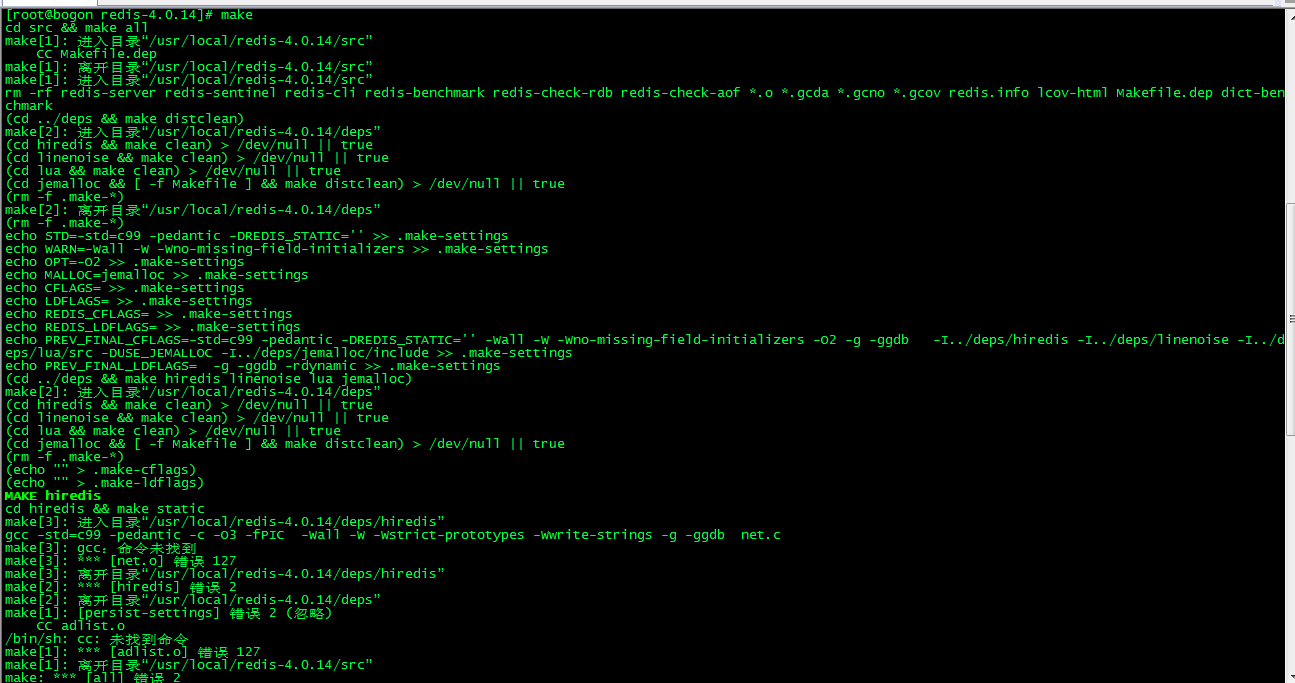 [root@bogon redis-4.0.14]# make
cd src && make all
make[1]: 进入目录“/usr/local/redis-4.0.14/src”
    CC Makefile.dep
make[1]: 离开目录“/usr/local/redis-4.0.14/src”
make[1]: 进入目录“/usr/local/redis-4.0.14/src”
rm -rf redis-server redis-sentinel redis-cli redis-benchmark redis-check-rdb redis-check-aof *.o *.gcda *.gcno *.gcov redis.info lcov-html Makefile.dep dict-ben
chmark
(cd ../deps && make distclean)
make[2]: 进入目录“/usr/local/redis-4.0.14/deps”
(cd hiredis && make clean) > /dev/null || true
(cd linenoise && make clean) > /dev/null || true
(cd lua && make clean) > /dev/null || true
(cd jemalloc && [ -f Makefile ] && make distclean) > /dev/null || true
(rm -f .make-*)
make[2]: 离开目录“/usr/local/redis-4.0.14/deps”
(rm -f .make-*)
echo STD=-std=c99 -pedantic -DREDIS_STATIC='' >> .make-settings
echo WARN=-Wall -W -Wno-missing-field-initializers >> .make-settings
echo OPT=-O2 >> .make-settings
echo MALLOC=jemalloc >> .make-settings
echo CFLAGS= >> .make-settings
echo LDFLAGS= >> .make-settings
echo REDIS_CFLAGS= >> .make-settings
echo REDIS_LDFLAGS= >> .make-settings
echo PREV_FINAL_CFLAGS=-std=c99 -pedantic -DREDIS_STATIC='' -Wall -W -Wno-missing-field-initializers -O2 -g -ggdb   -I../deps/hiredis -I../deps/linenoise -I../d
eps/lua/src -DUSE_JEMALLOC -I../deps/jemalloc/include >> .make-settings
echo PREV_FINAL_LDFLAGS=  -g -ggdb -rdynamic >> .make-settings
(cd ../deps && make hiredis linenoise lua jemalloc)
make[2]: 进入目录“/usr/local/redis-4.0.14/deps”
(cd hiredis && make clean) > /dev/null || true
(cd linenoise && make clean) > /dev/null || true
(cd lua && make clean) > /dev/null || true
(cd jemalloc && [ -f Makefile ] && make distclean) > /dev/null || true
(rm -f .make-*)
(echo "" > .make-cflags)
(echo "" > .make-ldflags)
MAKE hiredis
cd hiredis && make static
make[3]: 进入目录“/usr/local/redis-4.0.14/deps/hiredis”
gcc -std=c99 -pedantic -c -O3 -fPIC  -Wall -W -Wstrict-prototypes -Wwrite-strings -g -ggdb  net.c
make[3]: gcc：命令未找到
make[3]: *** [net.o] 错误 127
make[3]: 离开目录“/usr/local/redis-4.0.14/deps/hiredis”
make[2]: *** [hiredis] 错误 2
make[2]: 离开目录“/usr/local/redis-4.0.14/deps”
make[1]: [persist-settings] 错误 2 (忽略)
    CC adlist.o
/bin/sh: cc: 未找到命令
make[1]: *** [adlist.o] 错误 127
make[1]: 离开目录“/usr/local/redis-4.0.14/src”
make: *** [all] 错误 2